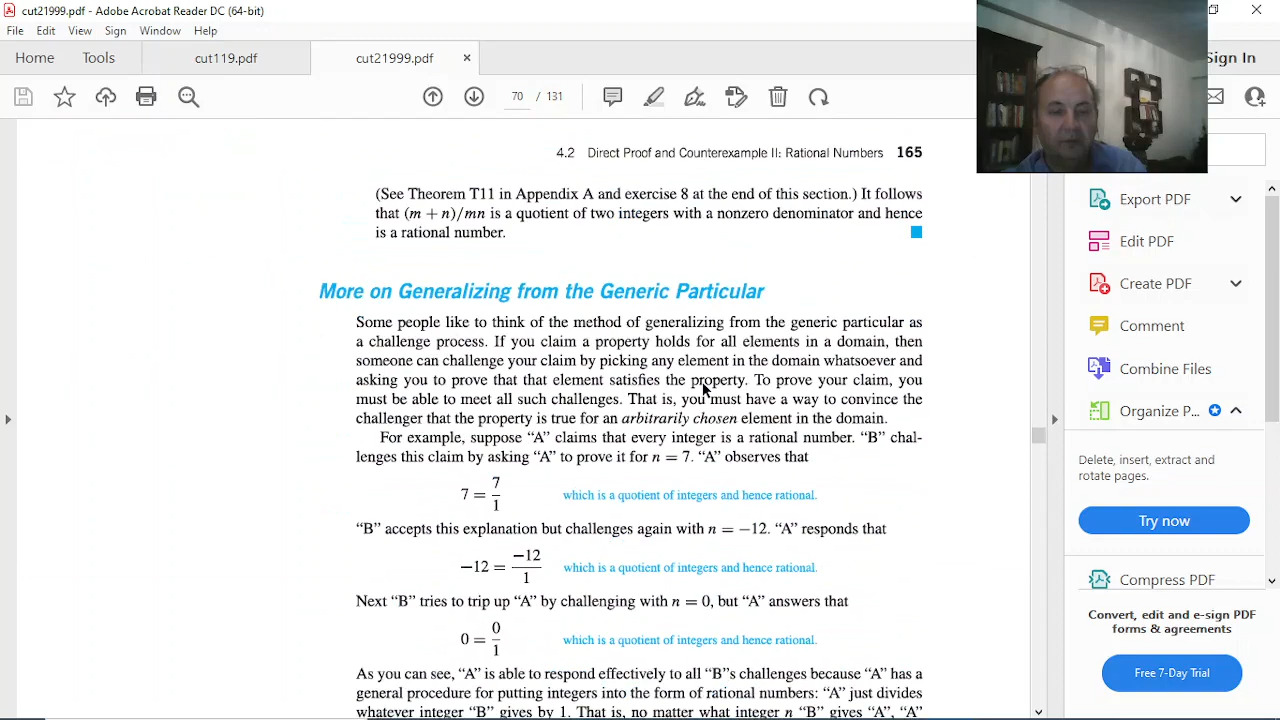 cut21999.pdf - Adobe Acrobat Reader DC (64-bit)
File Edit View Sign Window Help
Home Tools cut119.pdf cut21999.pdf × Sign In
70 / 131
4.2 Direct Proof and Counterexample II: Rational Numbers 165
(See Theorem T11 in Appendix A and exercise 8 at the end of this section.) It follows
that (m + n)/mn is a quotient of two integers with a nonzero denominator and hence
is a rational number.
More on Generalizing from the Generic Particular
Some people like to think of the method of generalizing from the generic particular as
a challenge process. If you claim a property holds for all elements in a domain, then
someone can challenge your claim by picking any element in the domain whatsoever and
asking you to prove that that element satisfies the property. To prove your claim, you
must be able to meet all such challenges. That is, you must have a way to convince the
challenger that the property is true for an arbitrarily chosen element in the domain.
For example, suppose “A” claims that every integer is a rational number. “B” chal-
lenges this claim by asking “A” to prove it for n = 7. “A” observes that
7 = 7/1 which is a quotient of integers and hence rational.
“B” accepts this explanation but challenges again with n = −12. “A” responds that
−12 = −12/1 which is a quotient of integers and hence rational.
Next “B” tries to trip up “A” by challenging with n = 0, but “A” answers that
0 = 0/1 which is a quotient of integers and hence rational.
As you can see, “A” is able to respond effectively to all “B”s challenges because “A” has a
general procedure for putting integers into the form of rational numbers: “A” just divides
whatever integer “B” gives by 1. That is, no matter what integer n “B” gives “A”, “A”
Export PDF
Edit PDF
Create PDF
Comment
Combine Files
Organize P...
Delete, insert, extract and
rotate pages.
Try now
Compress PDF
Convert, edit and e-sign PDF
forms & agreements
Free 7-Day Trial